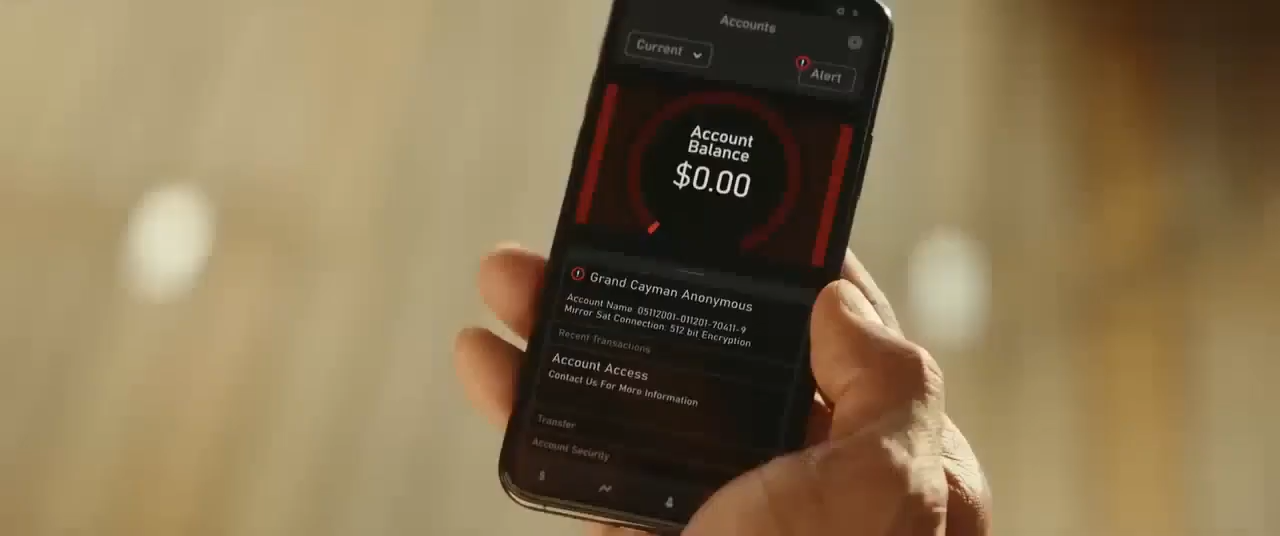 Accounts
Current
Alert
Account
Balance
$0.00
Grand Cayman Anonymous
Account Name 05112001-011201-70411-9
Mirror Sat Connection: 512 bit Encryption
Recent Transactions
Account Access
Contact Us For More Information
Transfer
Account Security